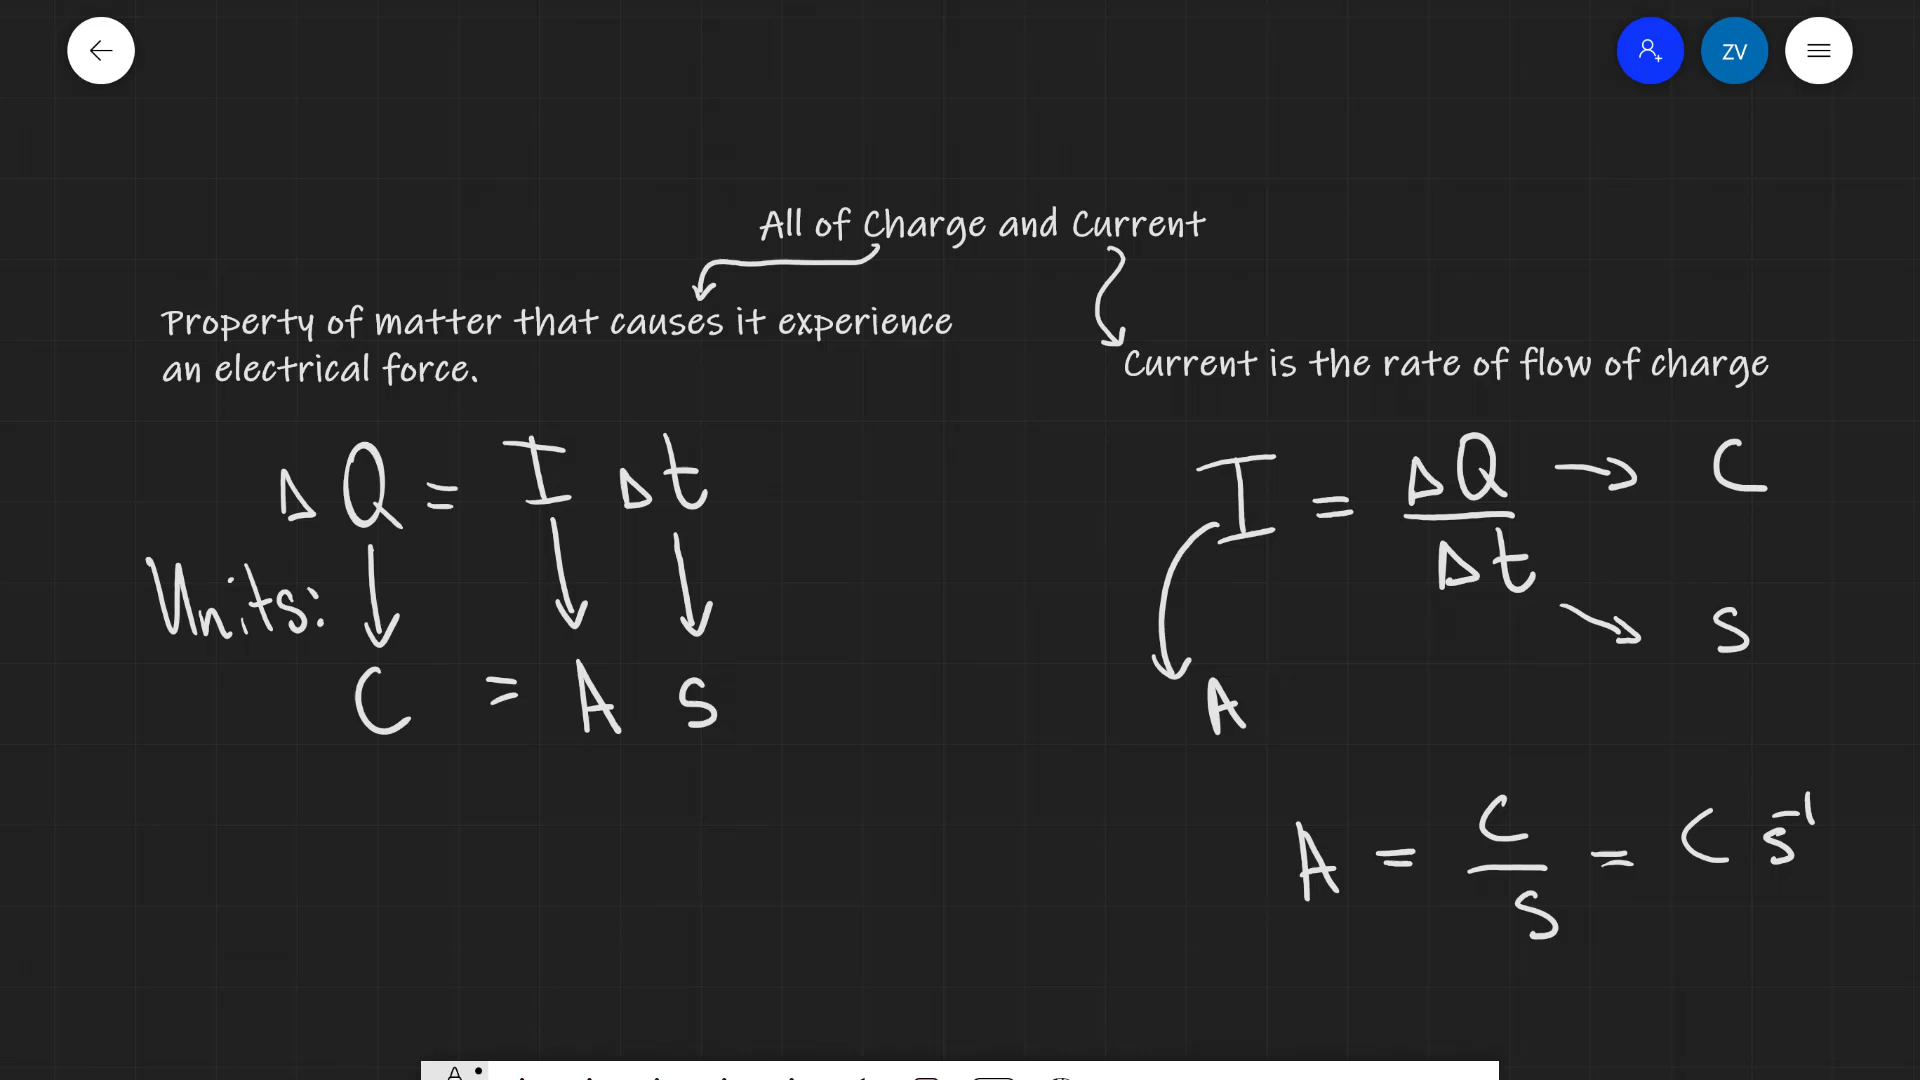 ZV
All of Charge and Current
Property of matter that causes it experience
an electrical force.
Current is the rate of flow of charge
ΔQ = I Δt
Units:
C = A s
I = ΔQ/Δt → C
→ s
A
A = C/s = C s⁻¹